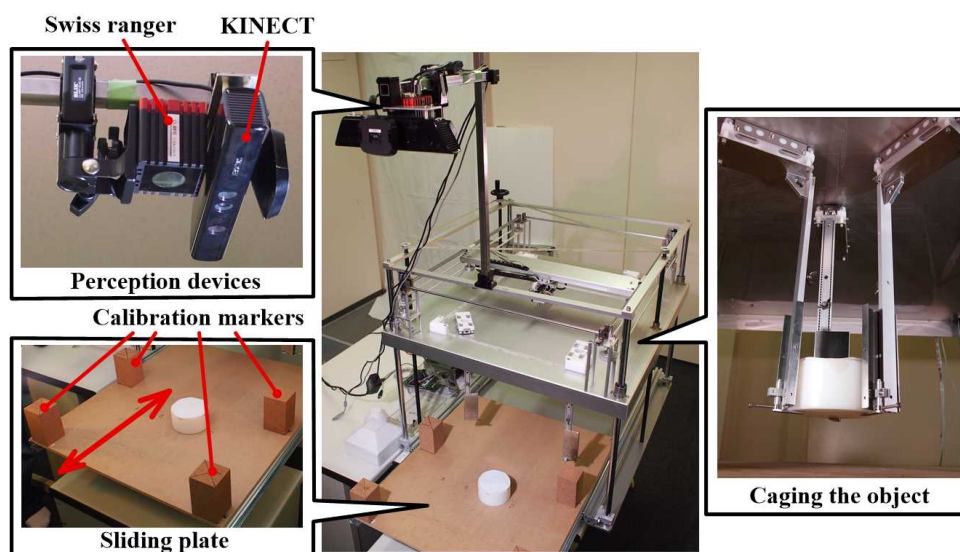 Swiss ranger
KINECT
Perception devices
Calibration markers
Sliding plate
Caging the object